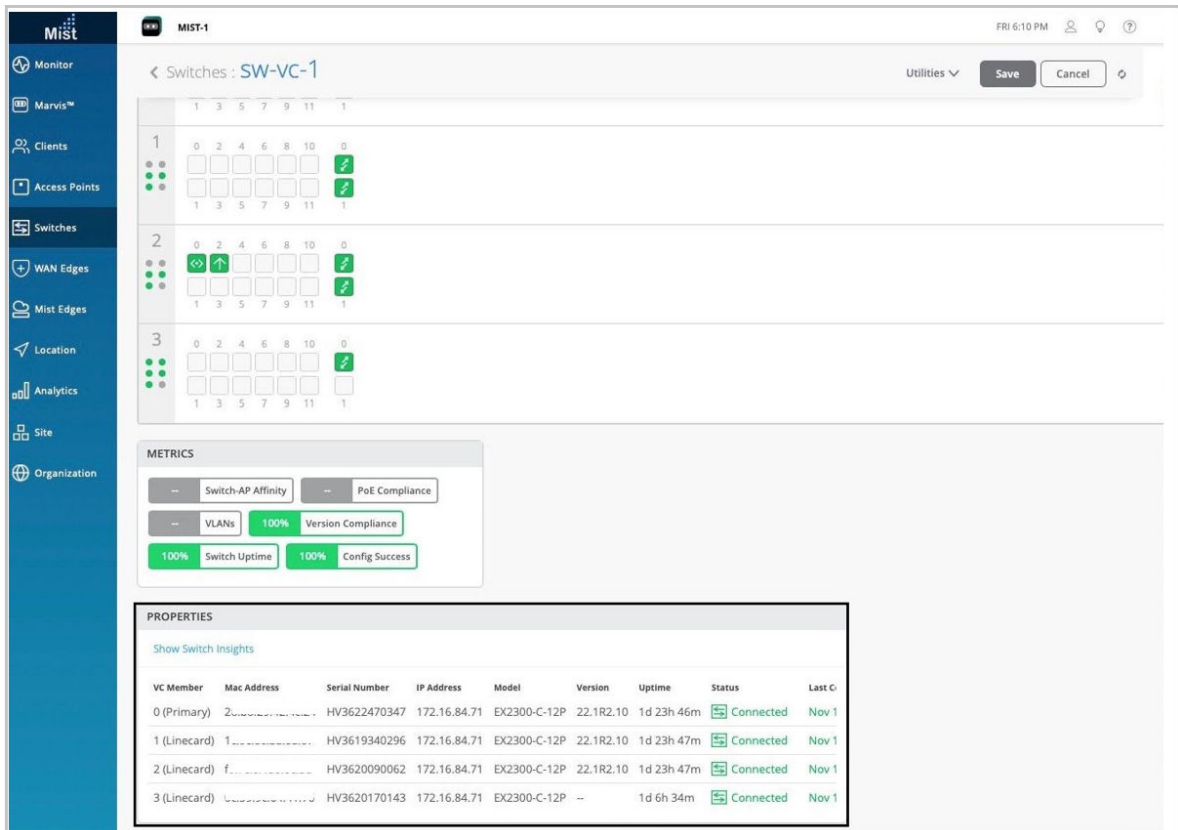 Mist
MIST-1
FRI 6:10 PM
?
Monitor
Marvis™
Clients
Access Points
Switches
WAN Edges
Mist Edges
Location
Analytics
Site
Organization
Switches : SW-VC-1
Utilities
Save
Cancel
1 3 5 7 9 11 1
1
0 2 4 6 8 10 0
1 3 5 7 9 11 1
2
0 2 4 6 8 10 0
1 3 5 7 9 11 1
3
0 2 4 6 8 10 0
1 3 5 7 9 11 1
METRICS
-- Switch-AP Affinity -- PoE Compliance
-- VLANs 100% Version Compliance
100% Switch Uptime 100% Config Success
PROPERTIES
Show Switch Insights
VC Member Mac Address Serial Number IP Address Model Version Uptime Status Last
0 (Primary) HV3622470347 172.16.84.71 EX2300-C-12P 22.1R2.10 1d 23h 46m Connected Nov 1
1 (Linecard) HV3619340296 172.16.84.71 EX2300-C-12P 22.1R2.10 1d 23h 47m Connected Nov 1
2 (Linecard) HV3620090062 172.16.84.71 EX2300-C-12P 22.1R2.10 1d 23h 47m Connected Nov 1
3 (Linecard) HV3620170143 172.16.84.71 EX2300-C-12P -- 1d 6h 34m Connected Nov 1